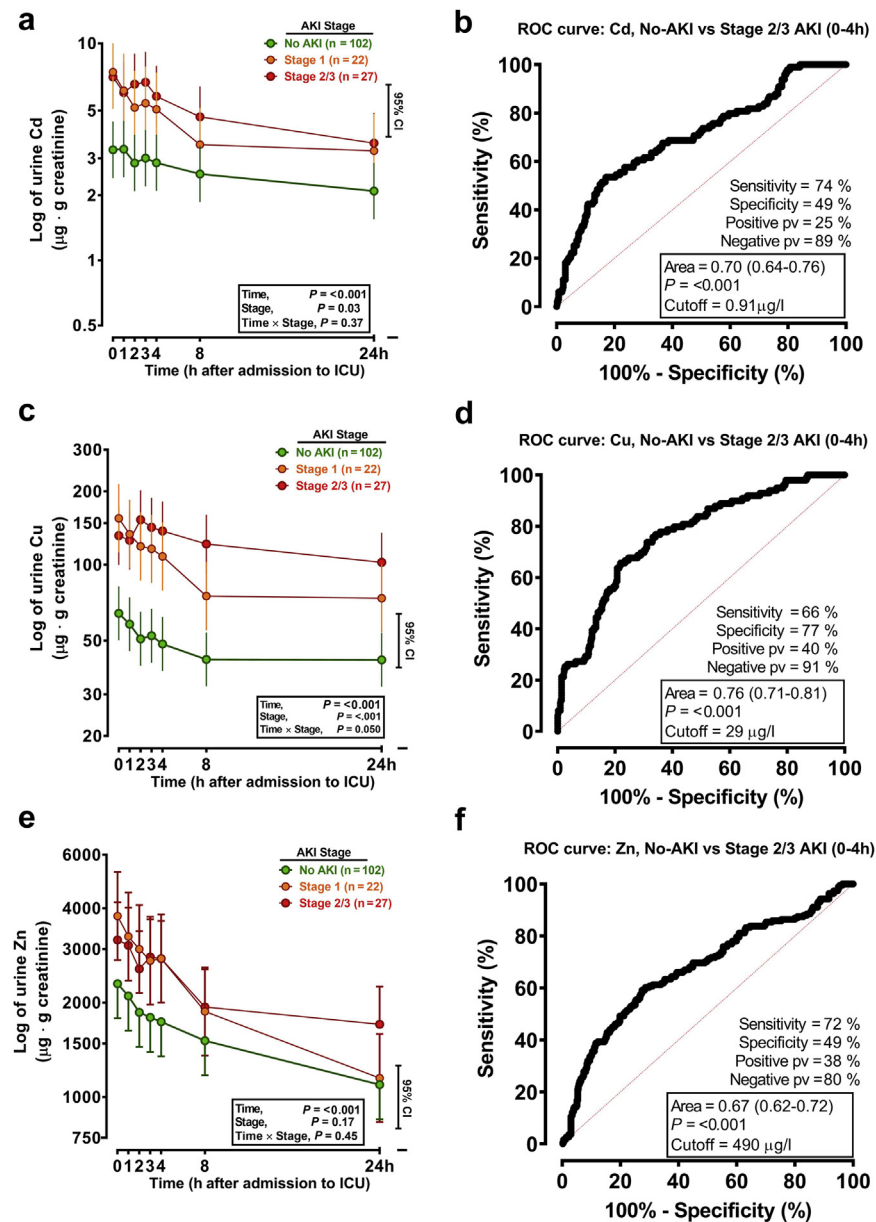 a
AKI Stage
No AKI (n = 102)
Stage 1 (n = 22)
Stage 2/3 (n = 27)
95% CI
Log of urine Cd
(μg · g creatinine)
10
5
3
2
1
0.5
Time, P = <0.001
Stage, P = 0.03
Time × Stage, P = 0.37
0 1 2 3 4 8 24h
Time (h after admission to ICU)
b
ROC curve: Cd, No-AKI vs Stage 2/3 AKI (0-4h)
Sensitivity (%)
100
80
60
40
20
0
Sensitivity = 74 %
Specificity = 49 %
Positive pv = 25 %
Negative pv = 89 %
Area = 0.70 (0.64-0.76)
P = <0.001
Cutoff = 0.91μg/l
0 20 40 60 80 100
100% - Specificity (%)
c
AKI Stage
No AKI (n = 102)
Stage 1 (n = 22)
Stage 2/3 (n = 27)
95% CI
Log of urine Cu
(μg · g creatinine)
300
200
150
100
50
30
20
Time, P = <0.001
Stage, P = <.001
Time × Stage, P = 0.050
0 1 2 3 4 8 24h
Time (h after admission to ICU)
d
ROC curve: Cu, No-AKI vs Stage 2/3 AKI (0-4h)
Sensitivity (%)
100
80
60
40
20
0
Sensitivity = 66 %
Specificity = 77 %
Positive pv = 40 %
Negative pv = 91 %
Area = 0.76 (0.71-0.81)
P = <0.001
Cutoff = 29 μg/l
0 20 40 60 80 100
100% - Specificity (%)
e
AKI Stage
No AKI (n = 102)
Stage 1 (n = 22)
Stage 2/3 (n = 27)
95% CI
Log of urine Zn
(μg · g creatinine)
6000
4000
3000
2000
1500
1000
750
Time, P = <0.001
Stage, P = 0.17
Time × Stage, P = 0.45
0 1 2 3 4 8 24h
Time (h after admission to ICU)
f
ROC curve: Zn, No-AKI vs Stage 2/3 AKI (0-4h)
Sensitivity (%)
100
80
60
40
20
0
Sensitivity = 72 %
Specificity = 49 %
Positive pv = 38 %
Negative pv = 80 %
Area = 0.67 (0.62-0.72)
P = <0.001
Cutoff = 490 μg/l
0 20 40 60 80 100
100% - Specificity (%)